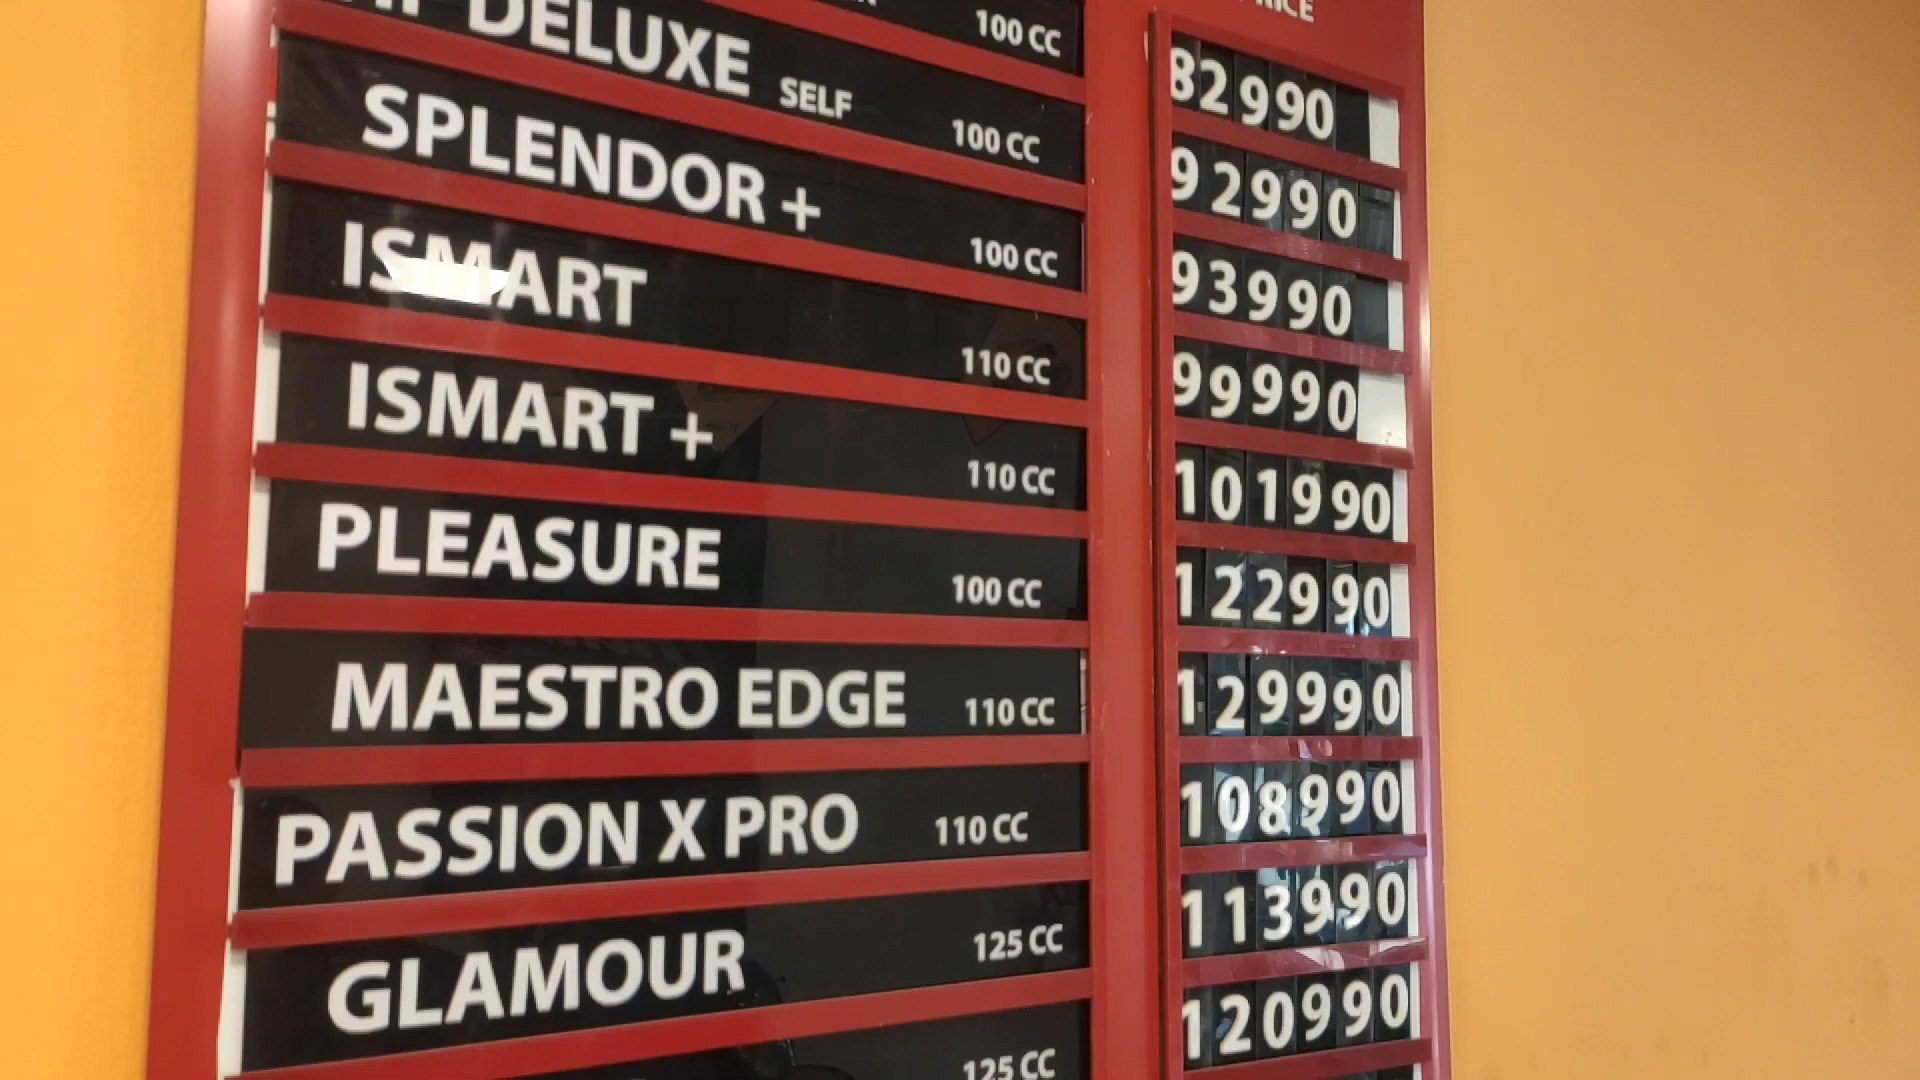 PRICE
100 CC 82990
DELUXE SELF 100 CC 92990
SPLENDOR + 100 CC 93990
ISMART 110 CC 99990
ISMART + 110 CC 101990
PLEASURE 100 CC 122990
MAESTRO EDGE 110 CC 129990
PASSION X PRO 110 CC 108990
GLAMOUR 125 CC 113990
125 CC 120990